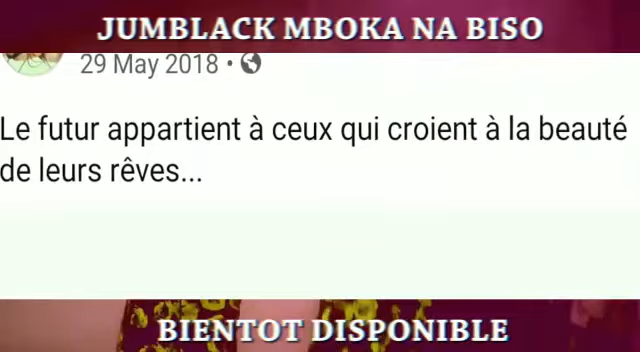 JUMBLACK MBOKA NA BISO
29 May 2018 •
Le futur appartient à ceux qui croient à la beauté
de leurs rêves...
BIENTOT DISPONIBLE